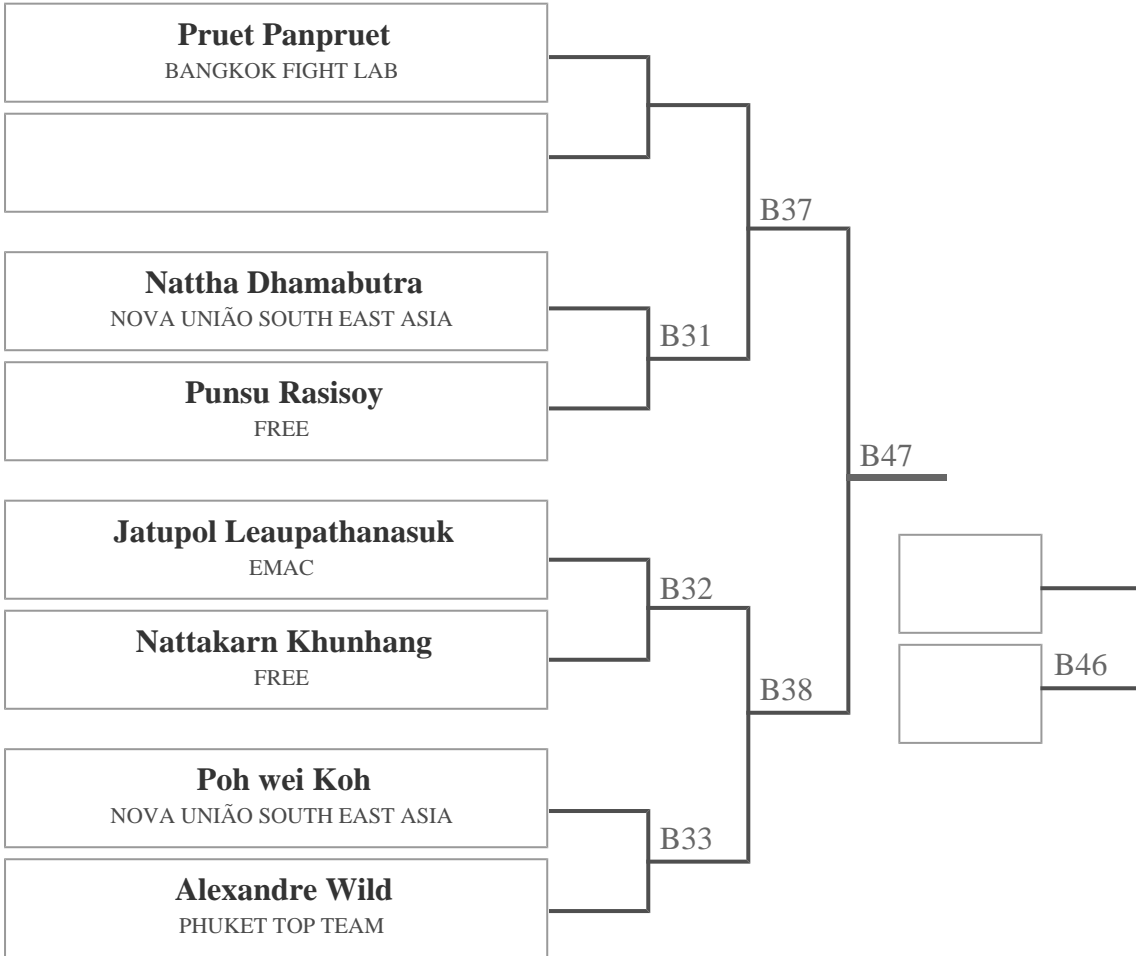 Pruet Panpruet
BANGKOK FIGHT LAB
B37
Nattha Dhamabutra
NOVA UNIÃO SOUTH EAST ASIA
B31
Punsu Rasisoy
FREE
B47
Jatupol Leaupathanasuk
EMAC
B32
Nattakarn Khunhang
FREE
B46
B38
Poh wei Koh
NOVA UNIÃO SOUTH EAST ASIA
B33
Alexandre Wild
PHUKET TOP TEAM